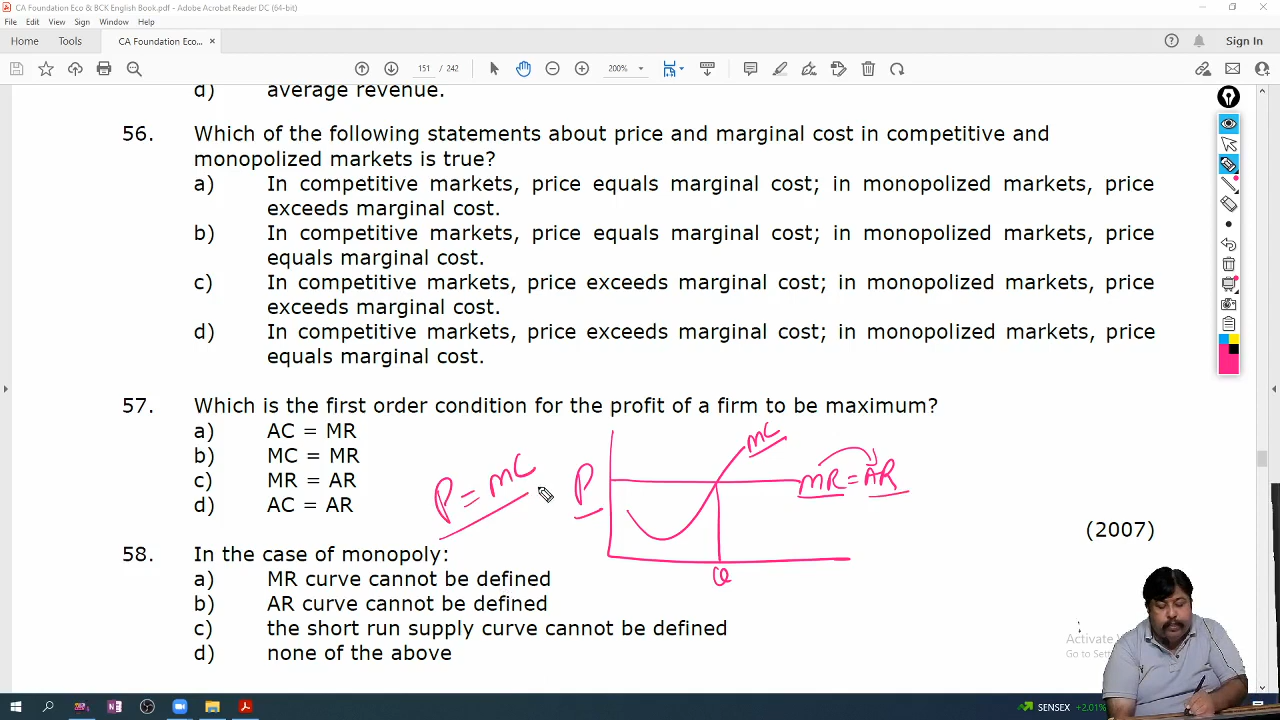 CA Foundation Eco & BCK English Book.pdf - Adobe Acrobat Reader DC (64-bit)
File Edit View Sign Window Help
Home Tools CA Foundation Eco... × Sign In
151 / 242 200%
d) average revenue.
56. Which of the following statements about price and marginal cost in competitive and
monopolized markets is true?
a) In competitive markets, price equals marginal cost; in monopolized markets, price
exceeds marginal cost.
b) In competitive markets, price equals marginal cost; in monopolized markets, price
equals marginal cost.
c) In competitive markets, price exceeds marginal cost; in monopolized markets, price
exceeds marginal cost.
d) In competitive markets, price exceeds marginal cost; in monopolized markets, price
equals marginal cost.
57. Which is the first order condition for the profit of a firm to be maximum?
a) AC = MR
b) MC = MR
c) MR = AR
d) AC = AR
MC
P = MC
P
MR = AR
Q
(2007)
58. In the case of monopoly:
a) MR curve cannot be defined
b) AR curve cannot be defined
c) the short run supply curve cannot be defined
d) none of the above
Activate
Go to Set
SENSEX +2.01%